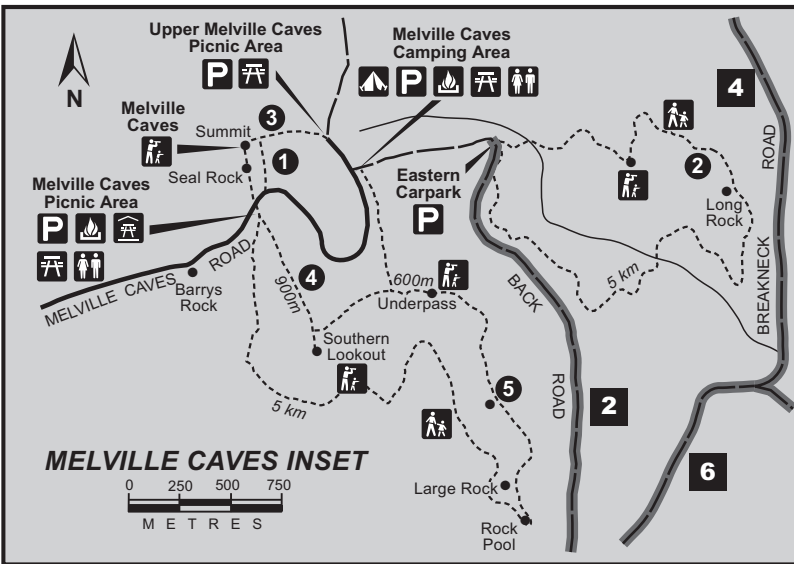 Upper Melville Caves
Picnic Area
P
Melville Caves
Camping Area
P
N
4
Melville
Caves
3
Summit
1
Seal Rock
2
Long
Rock
ROAD
Melville Caves
Picnic Area
P
Eastern
Carpark
P
MELVILLE CAVES ROAD
Barrys
Rock
900m
4
600m
Underpass
BACK
ROAD
5 km
BREAKNECK
Southern
Lookout
5 km
5
2
6
MELVILLE CAVES INSET
0 250 500 750
METRES
Large Rock
Rock
Pool